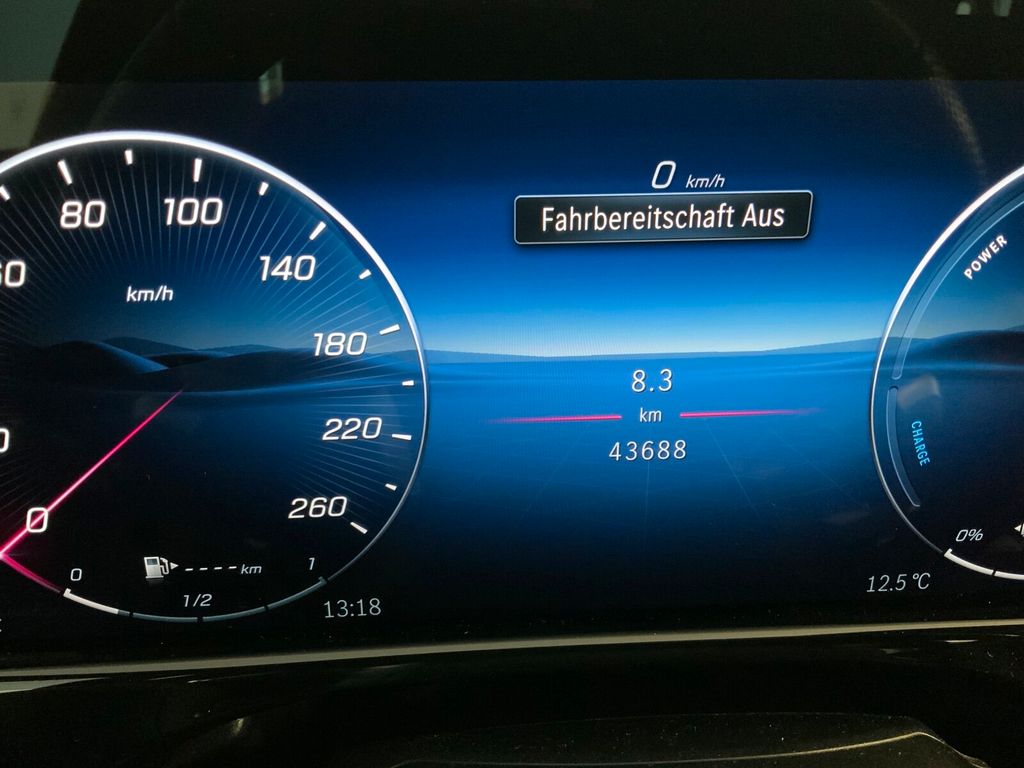 80
100
140
180
220
260
km/h
0
0
1/2
1
--- km
13:18
0 km/h
Fahrbereitschaft Aus
8.3
km
43688
POWER
CHARGE
0%
12.5 °C